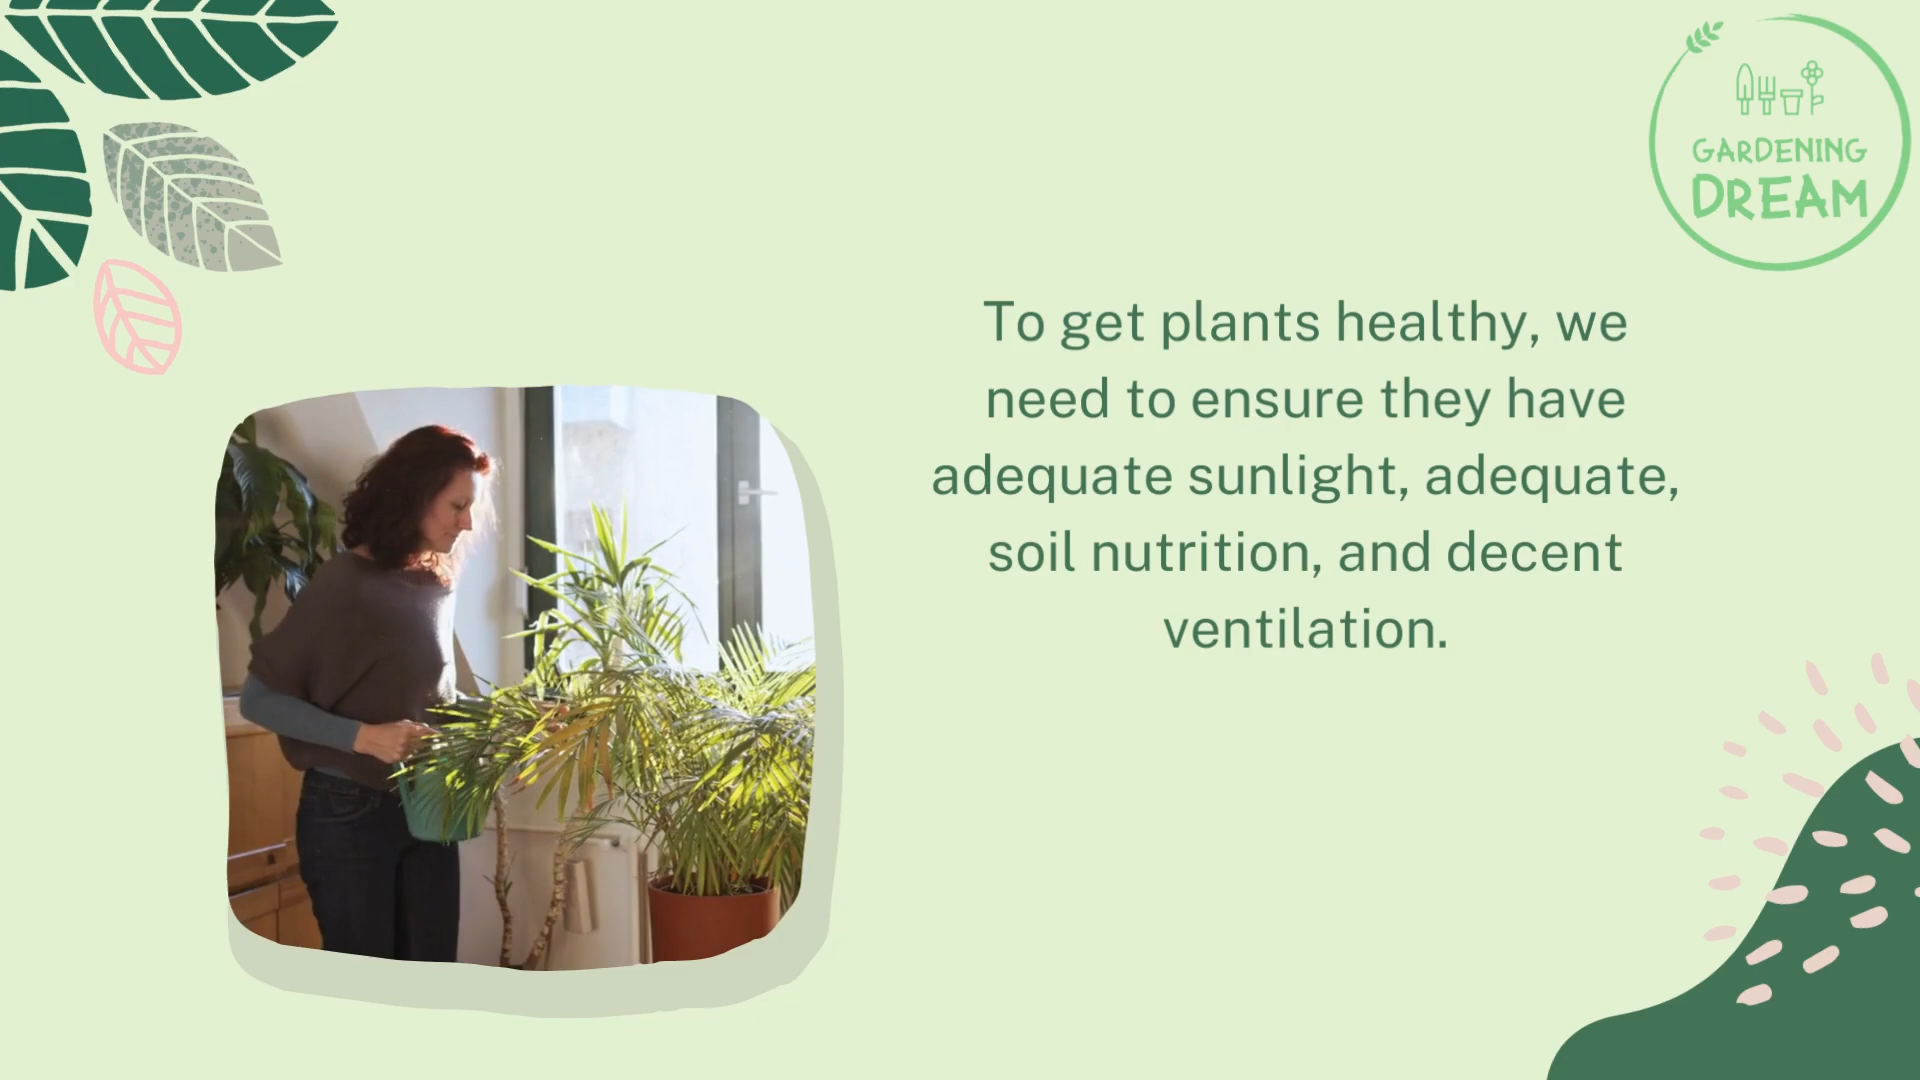 GARDENING
DREAM
To get plants healthy, we
need to ensure they have
adequate sunlight, adequate,
soil nutrition, and decent
ventilation.